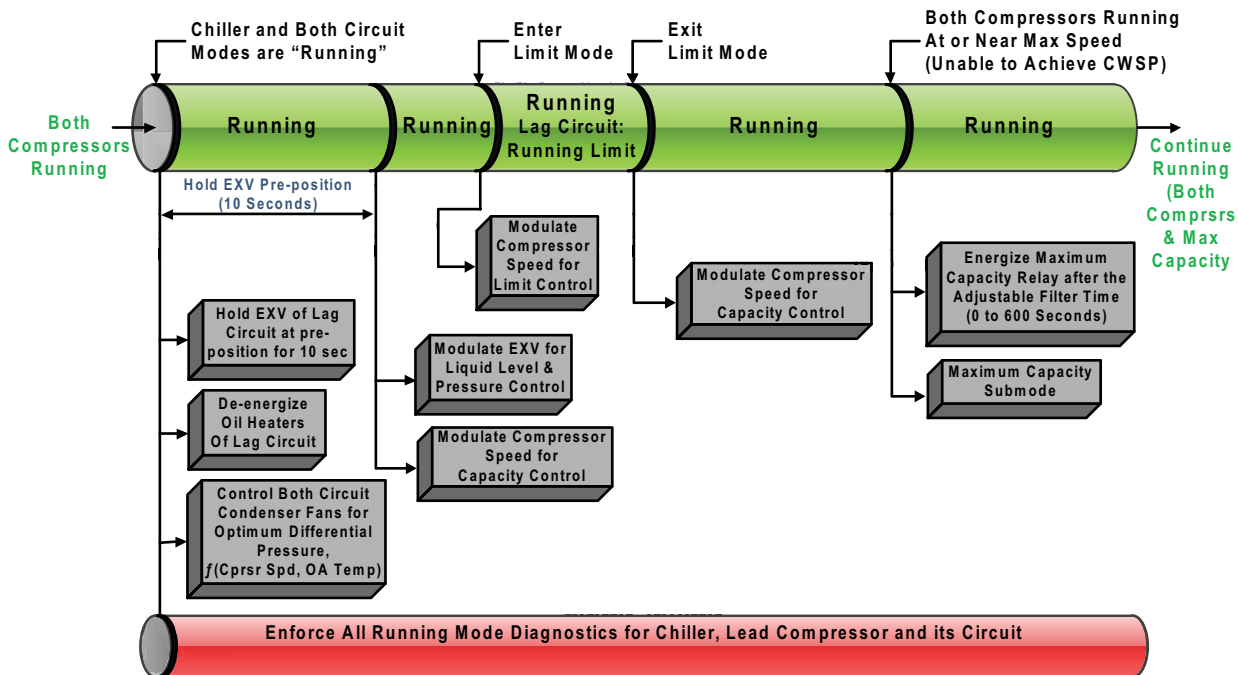 Chiller and Both Circuit
Modes are “Running”
Enter
Limit Mode
Exit
Limit Mode
Both Compressors Running
At or Near Max Speed
(Unable to Achieve CWSP)
Both
Compressors
Running
Running
Running
Running
Lag Circuit:
Running Limit
Running
Running
Continue
Running
(Both
Comprsrs
& Max
Capacity
Hold EXV Pre-position
(10 Seconds)
Modulate
Compressor
Speed for
Limit Control
Modulate Compressor
Speed for
Capacity Control
Energize Maximum
Capacity Relay after the
Adjustable Filter Time
(0 to 600 Seconds)
Hold EXV of Lag
Circuit at pre-
position for 10 sec
Modulate EXV for
Liquid Level &
Pressure Control
Maximum Capacity
Submode
De-energize
Oil Heaters
Of Lag Circuit
Modulate Compressor
Speed for
Capacity Control
Control Both Circuit
Condenser Fans for
Optimum Differential
Pressure,
ƒ(Cprsr Spd, OA Temp)
Enforce All Running Mode Diagnostics for Chiller, Lead Compressor and its Circuit